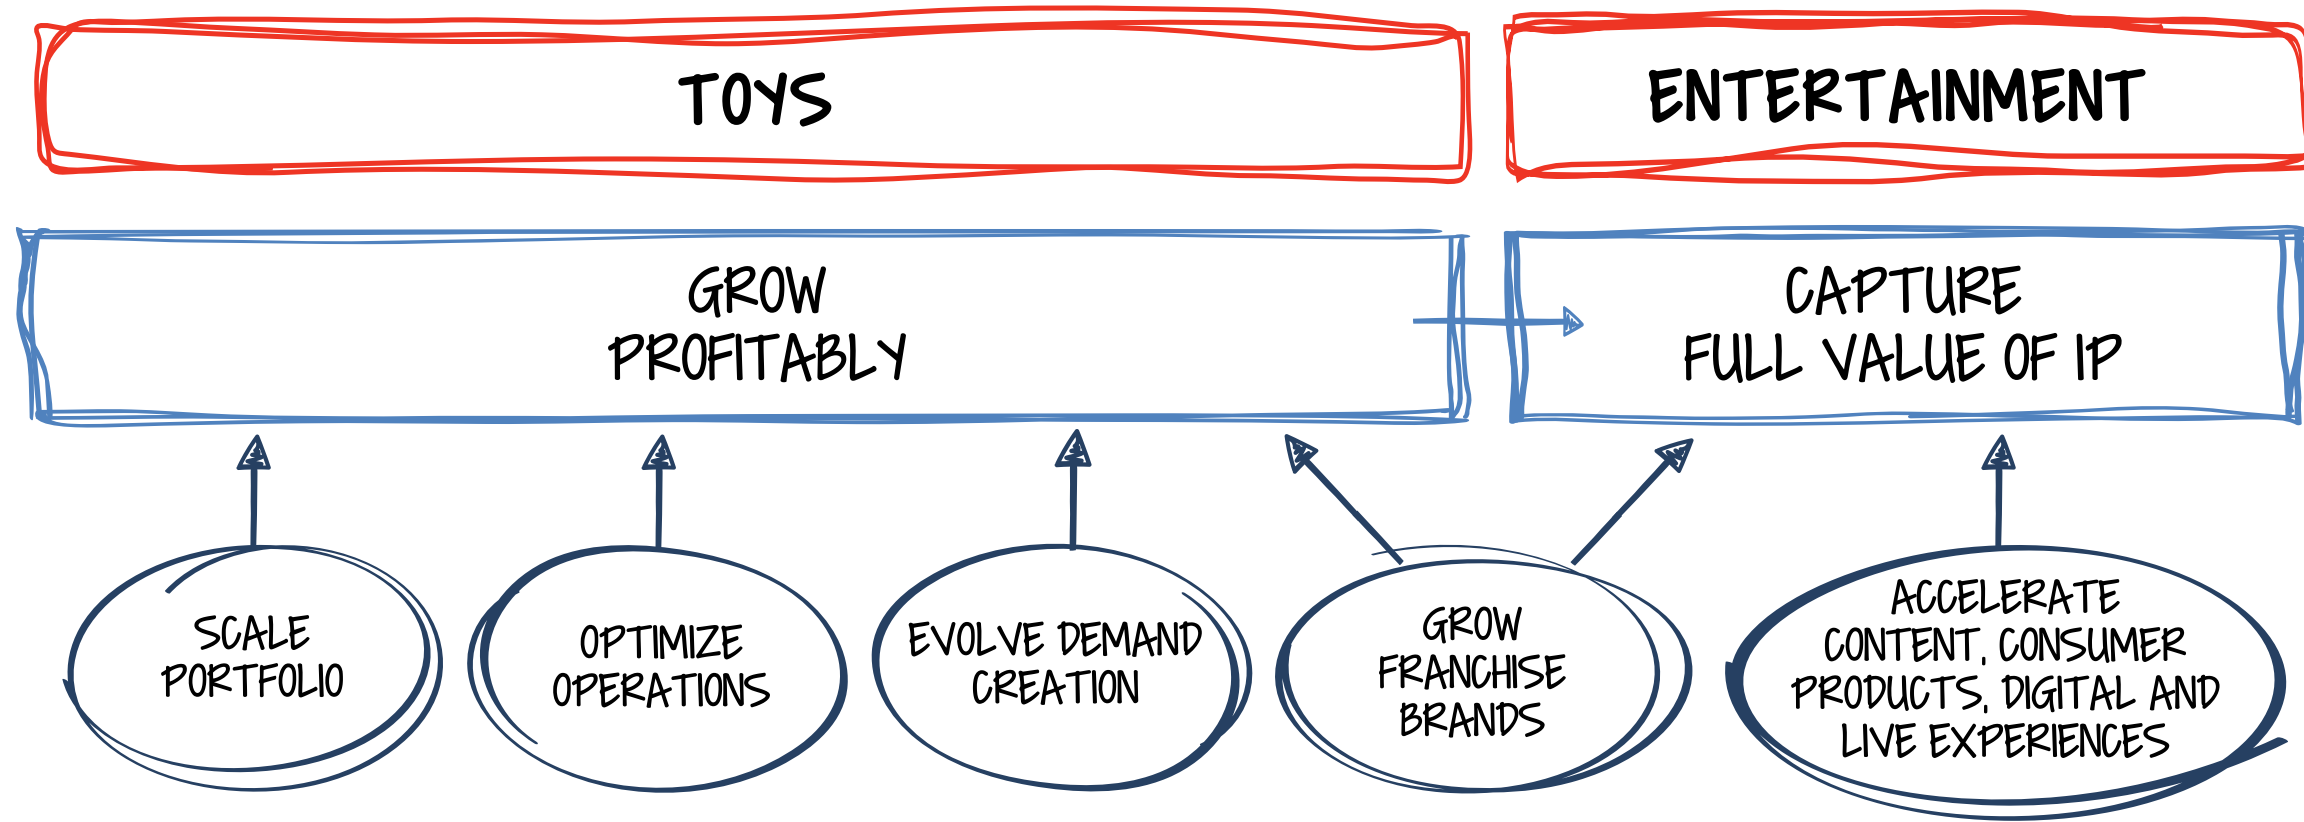 TOYS
ENTERTAINMENT
GROW
PROFITABLY
CAPTURE
FULL VALUE OF IP
SCALE
PORTFOLIO
OPTIMIZE
OPERATIONS
EVOLVE DEMAND
CREATION
GROW
FRANCHISE
BRANDS
ACCELERATE
CONTENT, CONSUMER
PRODUCTS, DIGITAL AND
LIVE EXPERIENCES